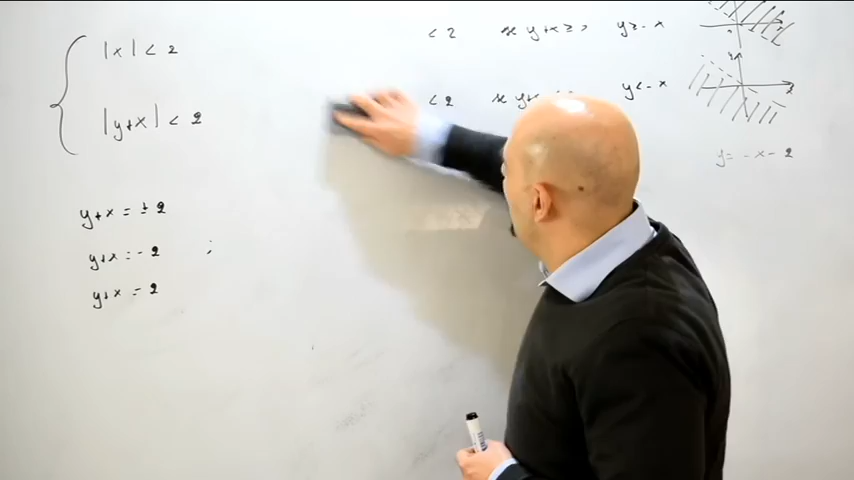 |x| < 2
|y+x| < 2
y+x = ± 2
y+x = - 2 ;
y+x = 2
< 2 y+x ≥ y ≥ - x
< 2 y < - x
y = - x - 2